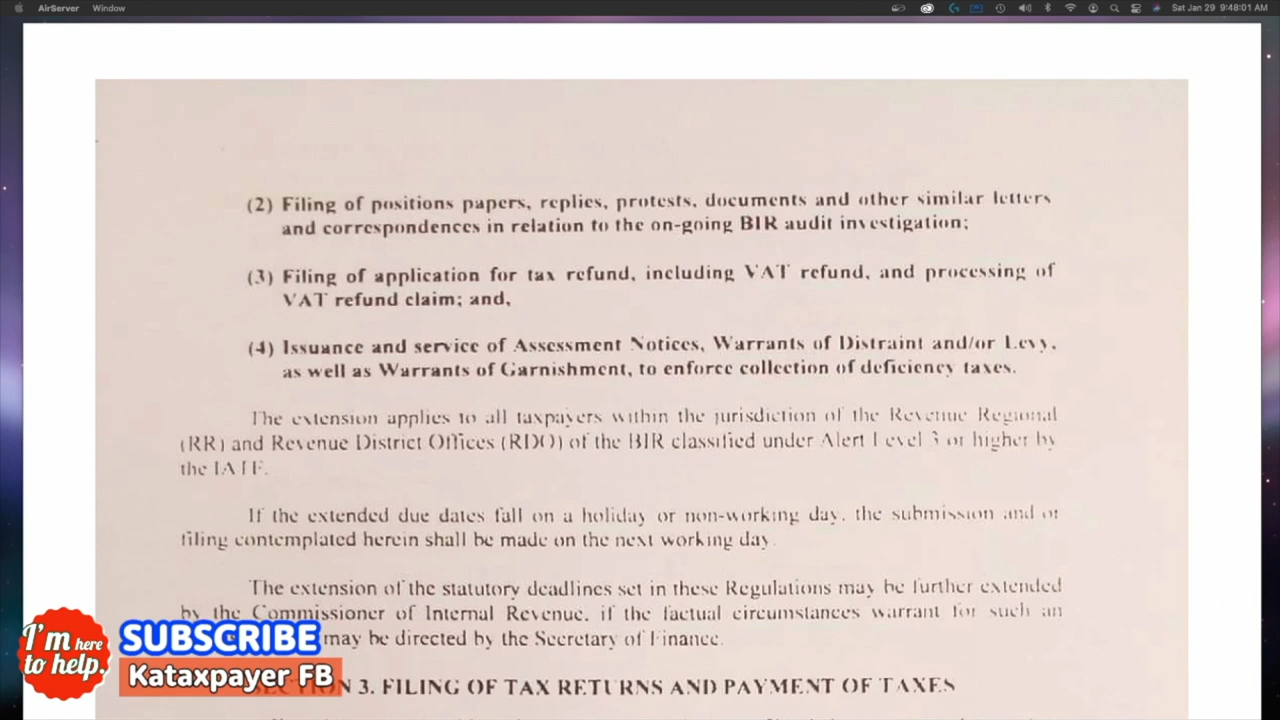 AirServer Window Sat Jan 29 9:48:01 AM
(2) Filing of positions papers, replies, protests, documents and other similar letters
and correspondences in relation to the on-going BIR audit investigation;
(3) Filing of application for tax refund, including VAT refund, and processing of
VAT refund claim; and,
(4) Issuance and service of Assessment Notices, Warrants of Distraint and/or Levy,
as well as Warrants of Garnishment, to enforce collection of deficiency taxes.
The extension applies to all taxpayers within the jurisdiction of the Revenue Regional
(RR) and Revenue District Offices (RDO) of the BIR classified under Alert Level 3 or higher by
the IATF.
If the extended due dates fall on a holiday or non-working day, the submission and/or
filing contemplated herein shall be made on the next working day.
The extension of the statutory deadlines set in these Regulations may be further extended
by the Commissioner of Internal Revenue, if the factual circumstances warrant for such an
may be directed by the Secretary of Finance.
3. FILING OF TAX RETURNS AND PAYMENT OF TAXES
I'm here
to help.
SUBSCRIBE
Kataxpayer FB